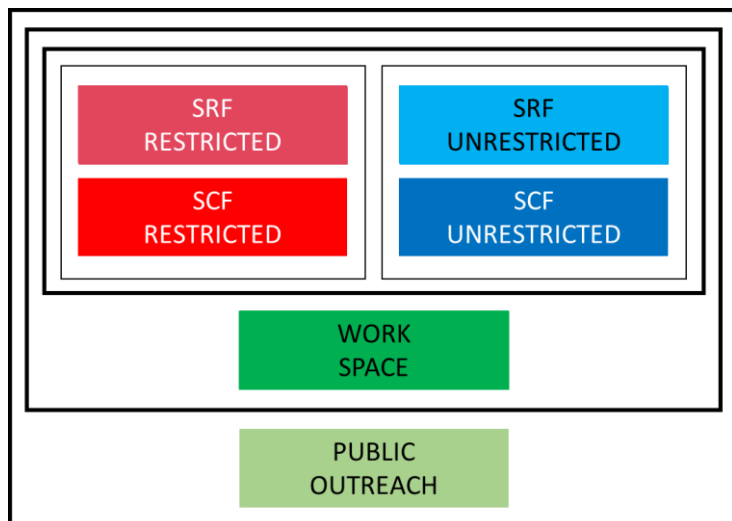 SRF
RESTRICTED
SCF
RESTRICTED
SRF
UNRESTRICTED
SCF
UNRESTRICTED
WORK
SPACE
PUBLIC
OUTREACH